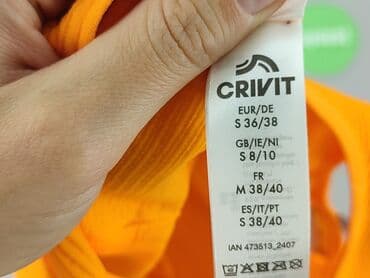 CRIVIT
EUR/DE
S 36/38
GB/IE/NI
S 8/10
FR
M 38/40
ES/IT/PT
S 38/40
IAN 473513_2407